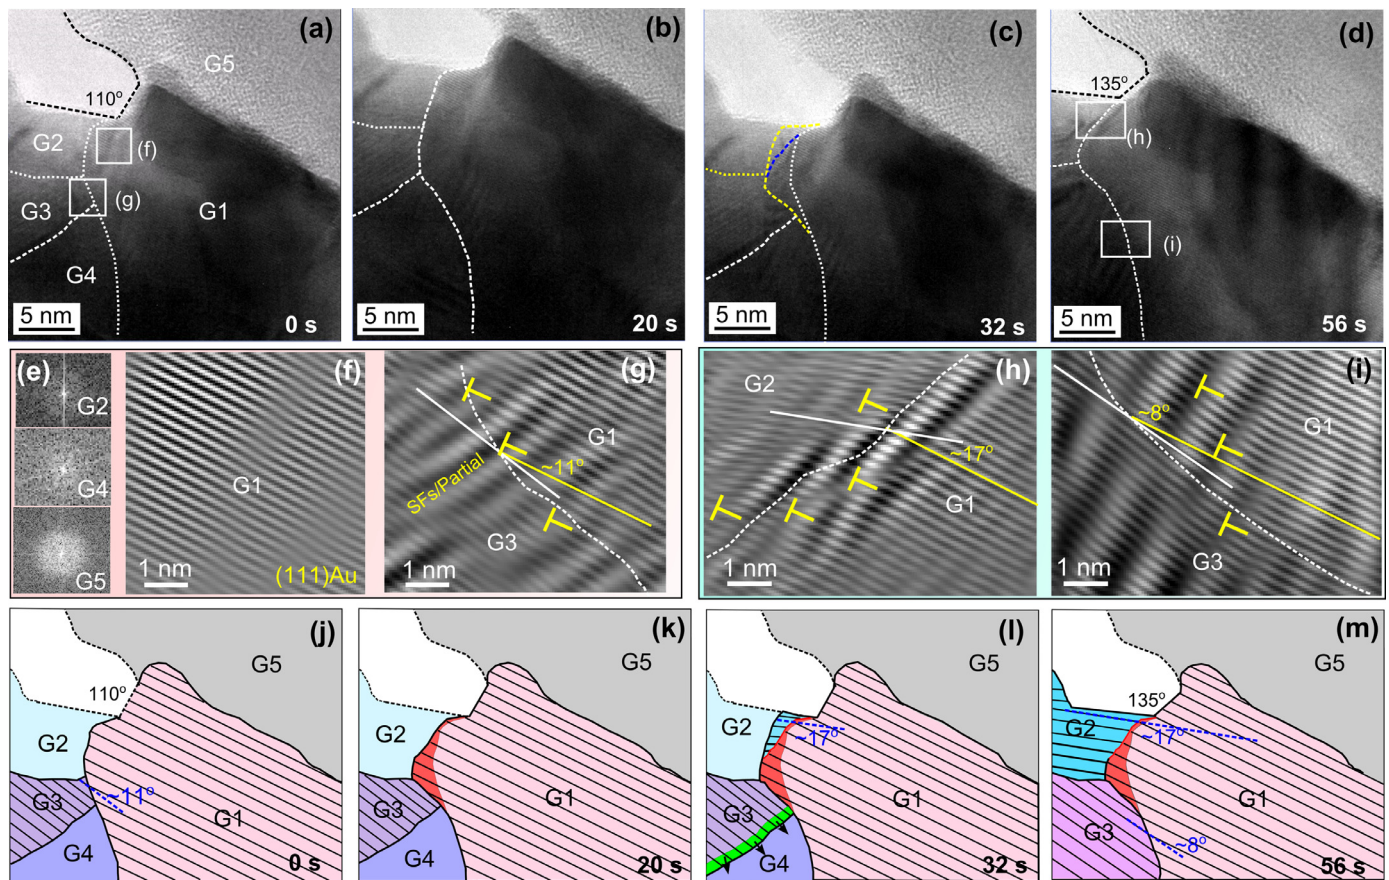 (a)
G5
110°
G2
(f)
(g)
G3
G1
G4
5 nm
0 s
(b)
5 nm
20 s
(c)
5 nm
32 s
(d)
135°
(h)
(i)
5 nm
56 s
(e)
G2
G4
G5
(f)
G1
1 nm
(111)Au
(g)
G1
~11°
SFs/Partial
G3
1 nm
(h)
G2
~17°
G1
1 nm
(i)
~8°
G1
G3
1 nm
(j)
G5
110°
G2
G3
~11°
G1
G4
0 s
(k)
G5
G2
G3
G1
G4
20 s
(l)
G5
G2
~17°
G3
G1
G4
32 s
(m)
G5
135°
G2
~17°
G3
G1
~8°
56 s